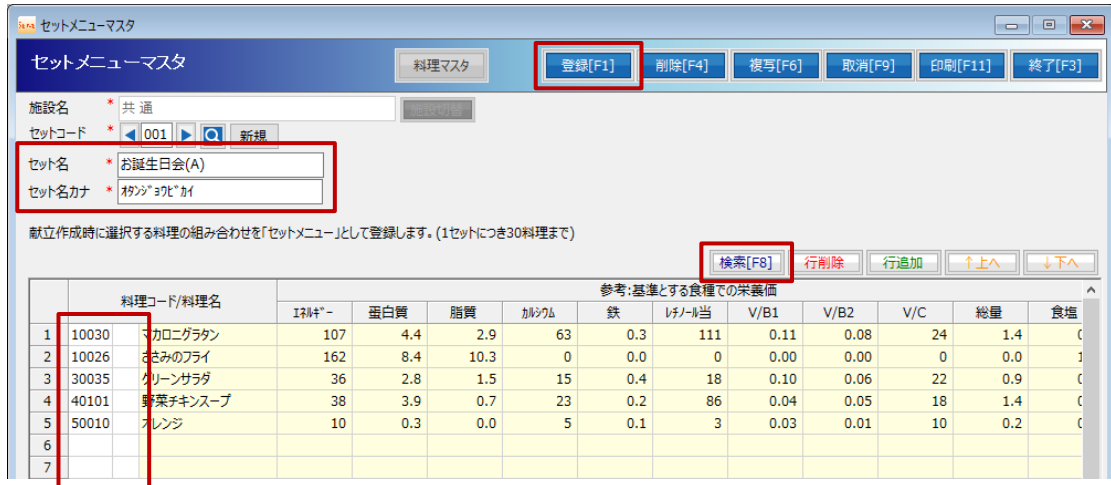 セットメニューマスタ
セットメニューマスタ 料理マスタ 登録[F1] 削除[F4] 複写[F6] 取消[F9] 印刷[F11] 終了[F3]
施設名 * 共通 施設切替
セットコード * 001 新規
セット名 * お誕生日会(A)
セット名カナ * ｵﾀﾝｼﾞｮｳﾋﾞｶｲ
献立作成時に選択する料理の組み合わせを「セットメニュー」として登録します。(1セットにつき30料理まで)
検索[F8] 行削除 行追加 ↑上へ ↓下へ
料理コード/料理名 参考:基準とする食種での栄養価
ｴﾈﾙｷﾞｰ 蛋白質 脂質 ｶﾙｼｳﾑ 鉄 ﾚﾁﾉｰﾙ当 V/B1 V/B2 V/C 総量 食塩
1 10030 マカロニグラタン 107 4.4 2.9 63 0.3 111 0.11 0.08 24 1.4
2 10026 ささみのフライ 162 8.4 10.3 0 0.0 0 0.00 0.00 0 0.0
3 30035 グリーンサラダ 36 2.8 1.5 15 0.4 18 0.10 0.06 22 0.9
4 40101 野菜チキンスープ 38 3.9 0.7 23 0.2 86 0.04 0.05 18 1.4
5 50010 オレンジ 10 0.3 0.0 5 0.1 3 0.03 0.01 10 0.2
6
7